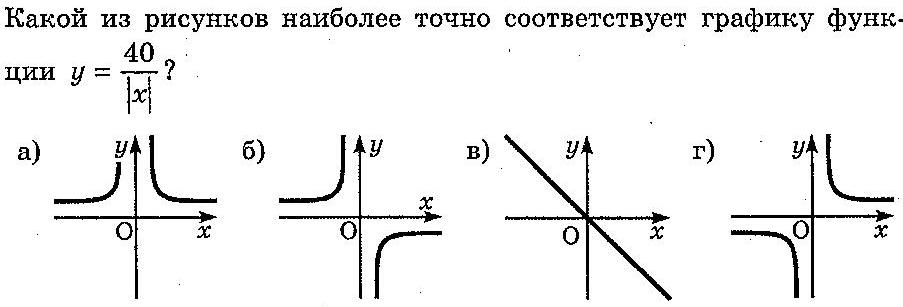 Какой из рисунков наиболее точно соответствует графику функ-
ции y = 40/|x| ?
а) y O x б) y O x в) y O x г) y O x